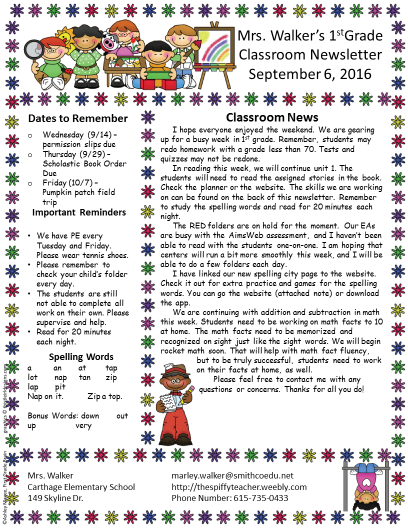 Mrs. Walker's 1stGrade
Classroom Newsletter
September 6, 2016
Dates to Remember
o Wednesday (9/14) –
permission slips due
o Thursday (9/29) –
Scholastic Book Order
Due
o Friday (10/7) –
Pumpkin patch field
trip
Important Reminders
• We have PE every
Tuesday and Friday.
Please wear tennis shoes.
• Please remember to
check your child's folder
every day.
• The students are still
not able to complete all
work on their own. Please
supervise and help.
• Read for 20 minutes
each night.
Spelling Words
a an at tap
lot nap tan zip
lap pit
Nap on it. Zip a top.
Bonus Words: down out
up very
Classroom News
I hope everyone enjoyed the weekend. We are gearing
up for a busy week in 1st grade. Remember, students may
redo homework with a grade less than 70. Tests and
quizzes may not be redone.
In reading this week, we will continue unit 1. The
students will need to read the assigned stories in the book.
Check the planner or the website. The skills we are working
on can be found on the back of this newsletter. Remember
to study the spelling words and read for 20 minutes each
night.
The RED folders are on hold for the moment. Our EAs
are busy with the AimsWeb assessment, and I haven't been
able to read with the students one-on-one. I am hoping that
centers will run a bit more smoothly this week, and I will be
able to do a few folders each day.
I have linked our new spelling city page to the website.
Check it out for extra practice and games for the spelling
words. You can go the website (attached note) or download
the app.
We are continuing with addition and subtraction in math
this week. Students need to be working on math facts to 10
at home. The math facts need to be memorized and
recognized on sight just like the sight words. We will begin
rocket math soon. That will help with math fact fluency,
but to be truly successful, students need to work
on their facts at home, as well.
Please feel free to contact me with any
questions or concerns. Thanks for all you do!
Mrs. Walker
Carthage Elementary School
149 Skyline Dr.
marley.walker@smithcoedu.net
http://thespiffyteacher.weebly.com
Phone Number: 615-735-0433